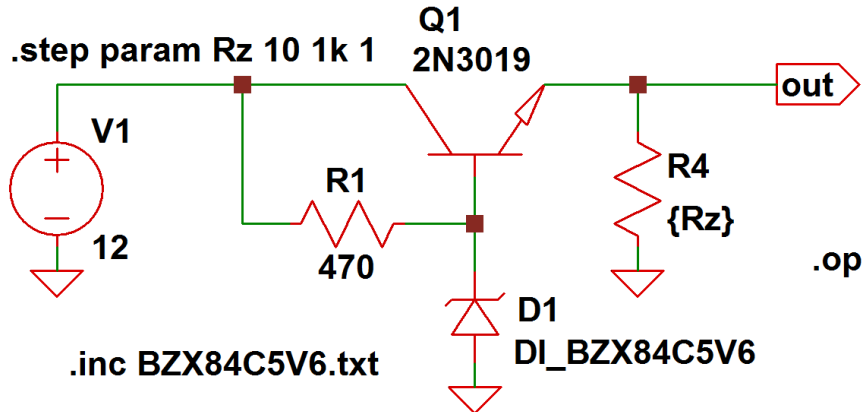 Q1
.step param Rz 10 1k 1
2N3019
out
V1
+
R1
R4
{Rz}
12
470
.op
D1
DI_BZX84C5V6
.inc BZX84C5V6.txt